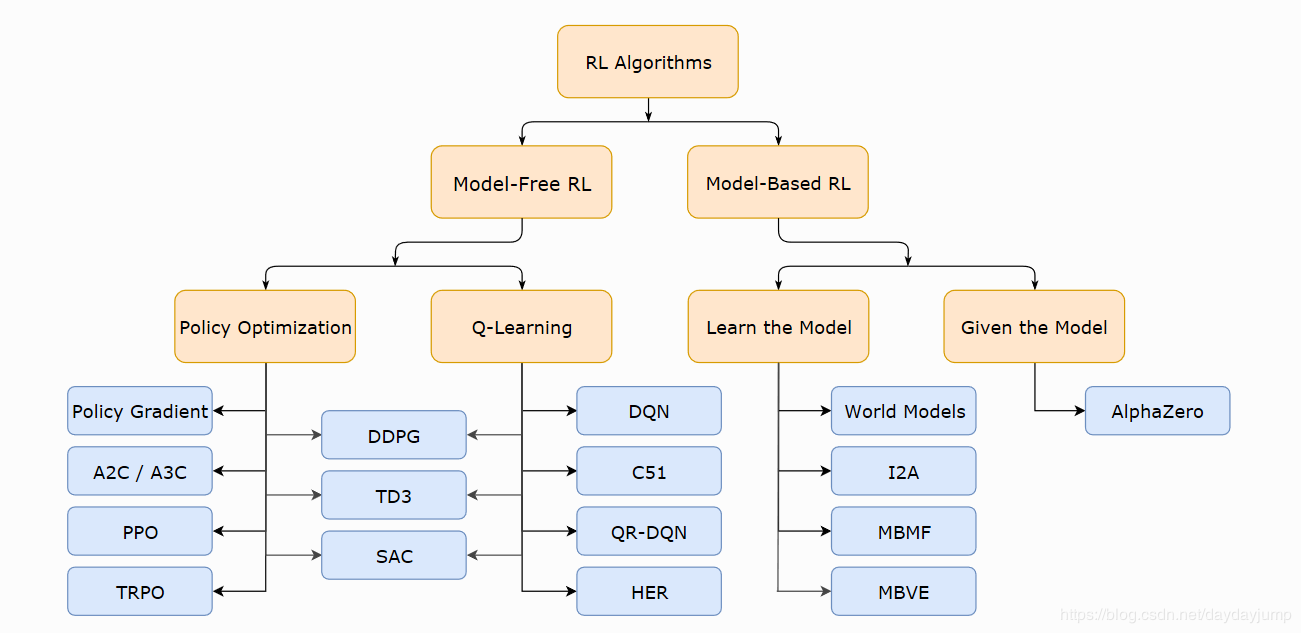 RL Algorithms
Model-Free RL
Model-Based RL
Policy Optimization
Q-Learning
Learn the Model
Given the Model
Policy Gradient
DDPG
DQN
World Models
AlphaZero
A2C / A3C
TD3
C51
I2A
PPO
SAC
QR-DQN
MBMF
TRPO
HER
MBVE
https://blog.csdn.net/daydayjump